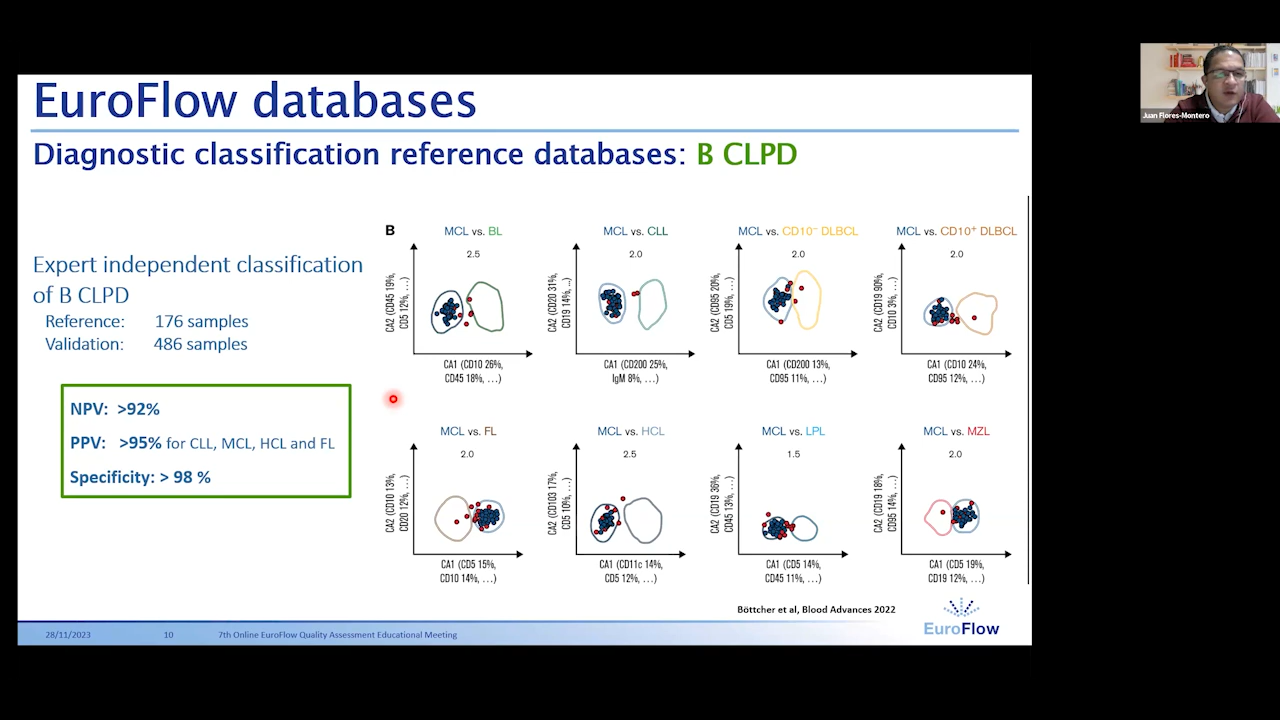 EuroFlow databases
Diagnostic classification reference databases: B CLPD
Expert independent classification
of B CLPD
Reference: 176 samples
Validation: 486 samples
NPV: >92%
PPV: >95% for CLL, MCL, HCL and FL
Specificity: > 98 %
B
MCL vs. BL
2.5
CA2 (CD45 19%,
CD5 12%, ...)
CA1 (CD10 26%,
CD45 18%, ...)
MCL vs. CLL
2.0
CA2, (CD20 31%,
CD19 14%, ...)
CA1 (CD200 25%,
IgM 8%, ...)
MCL vs. CD10⁻ DLBCL
2.0
CA2 (CD95 20%,
CD5 18%, ...)
CA1 (CD200 13%,
CD95 11%, ...)
MCL vs. CD10⁺ DLBCL
2.0
CA2, (CD19 90%,
CD10 3%, ...)
CA1 (CD10 24%,
CD95 12%, ...)
MCL vs. FL
2.0
CA2 (CD10 13%,
CD20 12%, ...)
CA1 (CD5 15%,
CD10 14%, ...)
MCL vs. HCL
2.5
CA2 (CD103 17%,
CD5 10%, ...)
CA1 (CD11c 14%,
CD5 12%, ...)
MCL vs. LPL
1.5
CA2 (CD19 36%,
CD45 13%, ...)
CA1 (CD5 14%,
CD45 11%, ...)
MCL vs. MZL
2.0
CA2 (CD19 18%,
CD95 14%, ...)
CA1 (CD5 19%,
CD19 12%, ...)
Böttcher et al, Blood Advances 2022
28/11/2023 10 7th Online EuroFlow Quality Assessment Educational Meeting
EuroFlow
Juan Flores-Montero